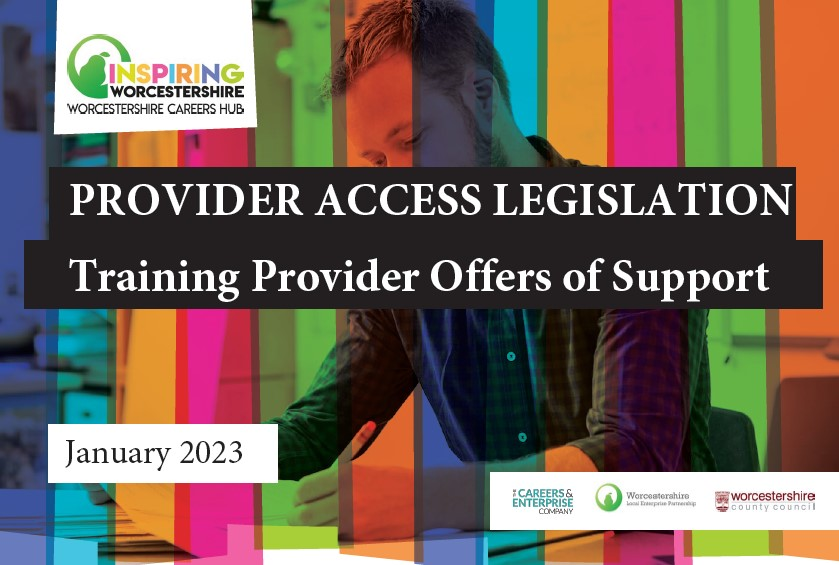 INSPIRING
WORCESTERSHIRE
WORCESTERSHIRE CAREERS HUB
PROVIDER ACCESS LEGISLATION
Training Provider Offers of Support
January 2023
THE CAREERS &
ENTERPRISE
COMPANY
Worcestershire
Local Enterprise Partnership
worcestershire
county council